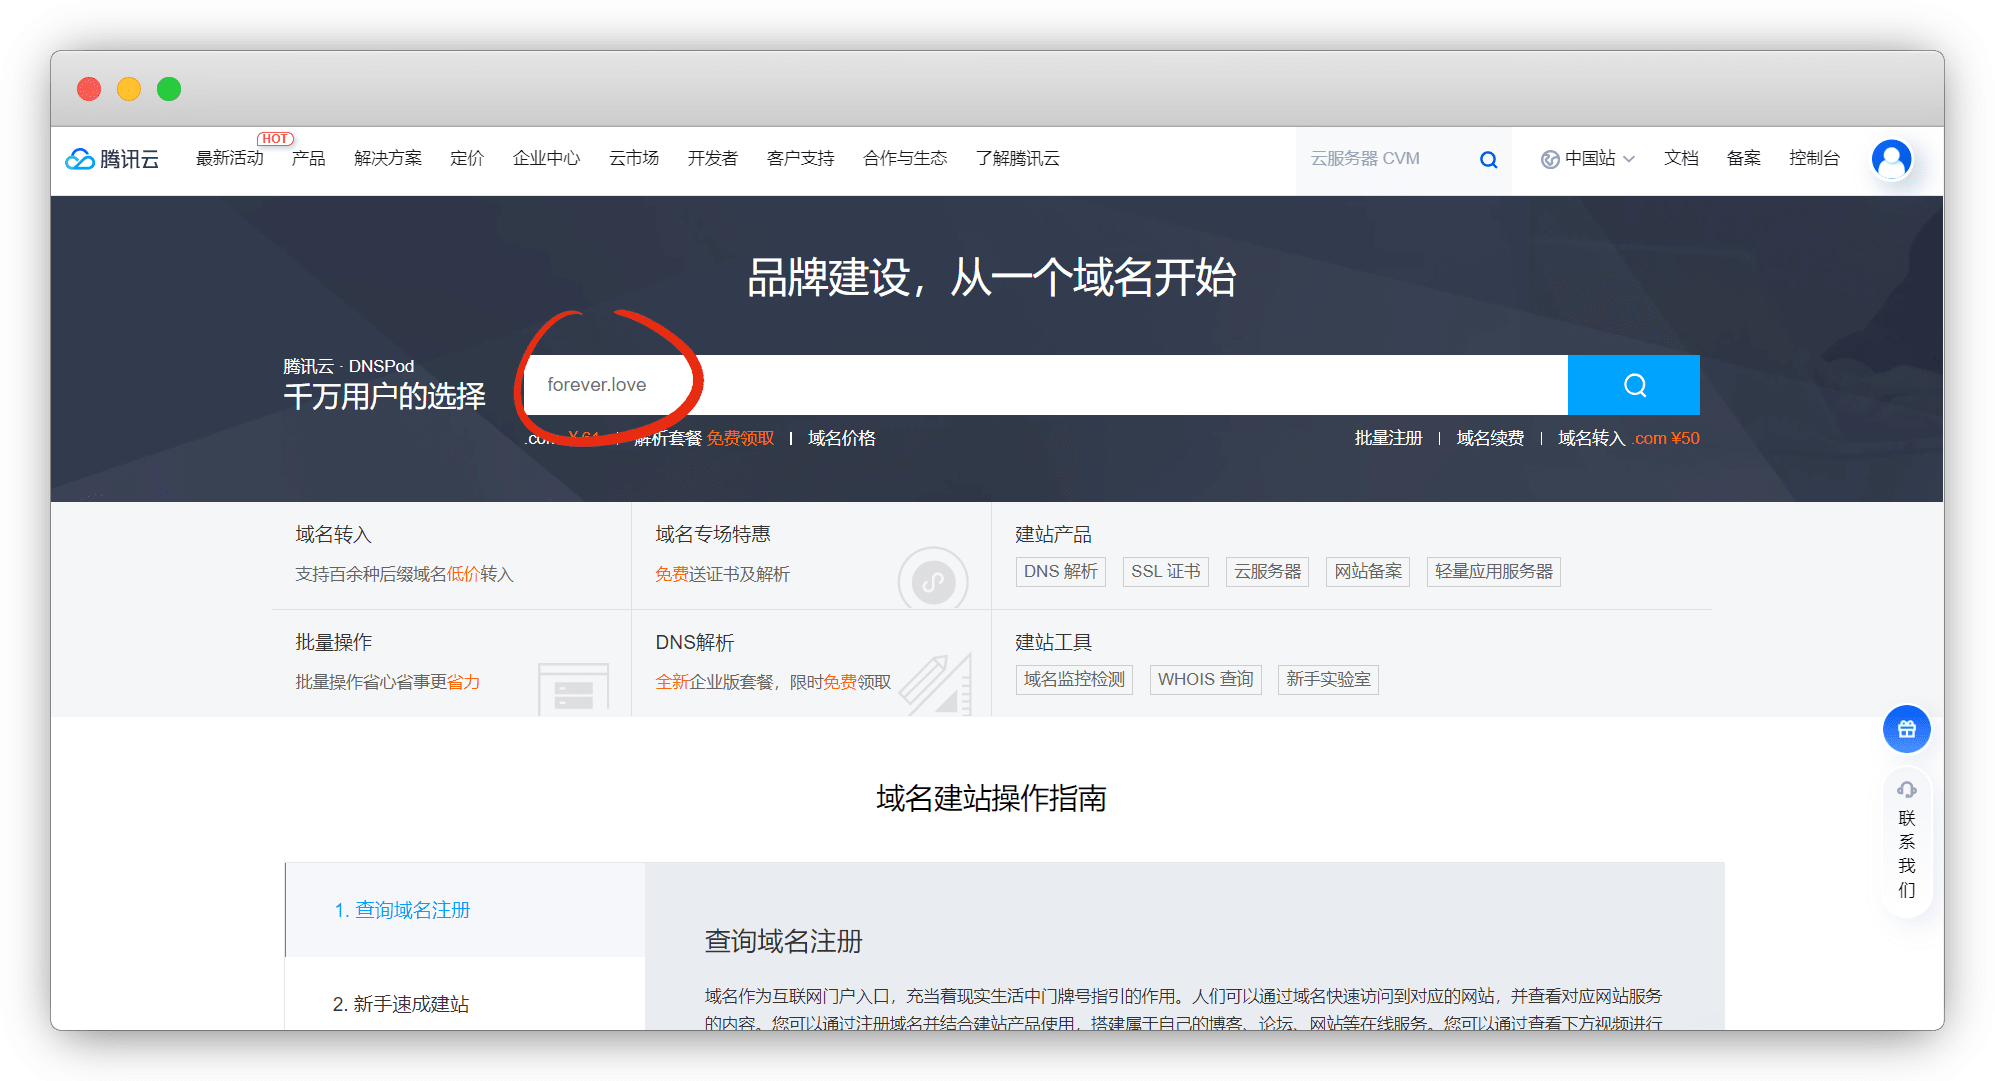 腾讯云 最新活动 HOT 产品 解决方案 定价 企业中心 云市场 开发者 客户支持 合作与生态 了解腾讯云 云服务器 CVM 中国站 文档 备案 控制台
品牌建设，从一个域名开始
腾讯云 · DNSPod
千万用户的选择
forever.love
解析套餐 免费领取 | 域名价格 批量注册 | 域名续费 | 域名转入 .com ¥50
域名转入
支持百余种后缀域名低价转入
域名专场特惠
免费送证书及解析
建站产品
DNS 解析 SSL 证书 云服务器 网站备案 轻量应用服务器
批量操作
批量操作省心省事更省力
DNS解析
全新企业版套餐，限时免费领取
建站工具
域名监控检测 WHOIS 查询 新手实验室
联系我们
域名建站操作指南
1. 查询域名注册
2. 新手速成建站
查询域名注册
域名作为互联网门户入口，充当着现实生活中门牌号指引的作用。人们可以通过域名快速访问到对应的网站，并查看对应网站服务
的内容。您可以通过注册域名并结合建站产品使用，搭建属于自己的博客、论坛、网站等在线服务。您可以通过查看下方视频进行